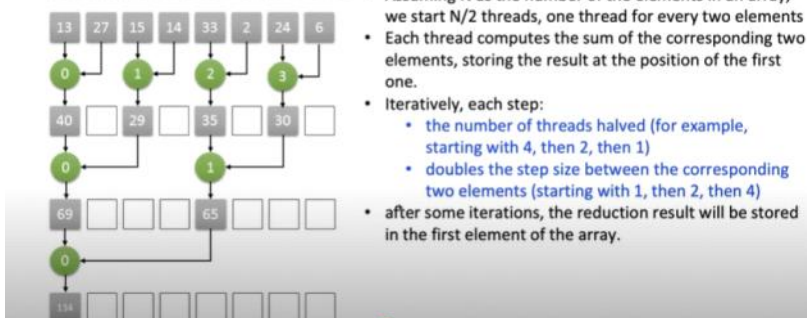 13 27 15 14 33 2 24 6
0 1 2 3
40 29 35 30
0 1
69 65
0
134
we start N/2 threads, one thread for every two elements
• Each thread computes the sum of the corresponding two
elements, storing the result at the position of the first
one.
• Iteratively, each step:
• the number of threads halved (for example,
starting with 4, then 2, then 1)
• doubles the step size between the corresponding
two elements (starting with 1, then 2, then 4)
• after some iterations, the reduction result will be stored
in the first element of the array.